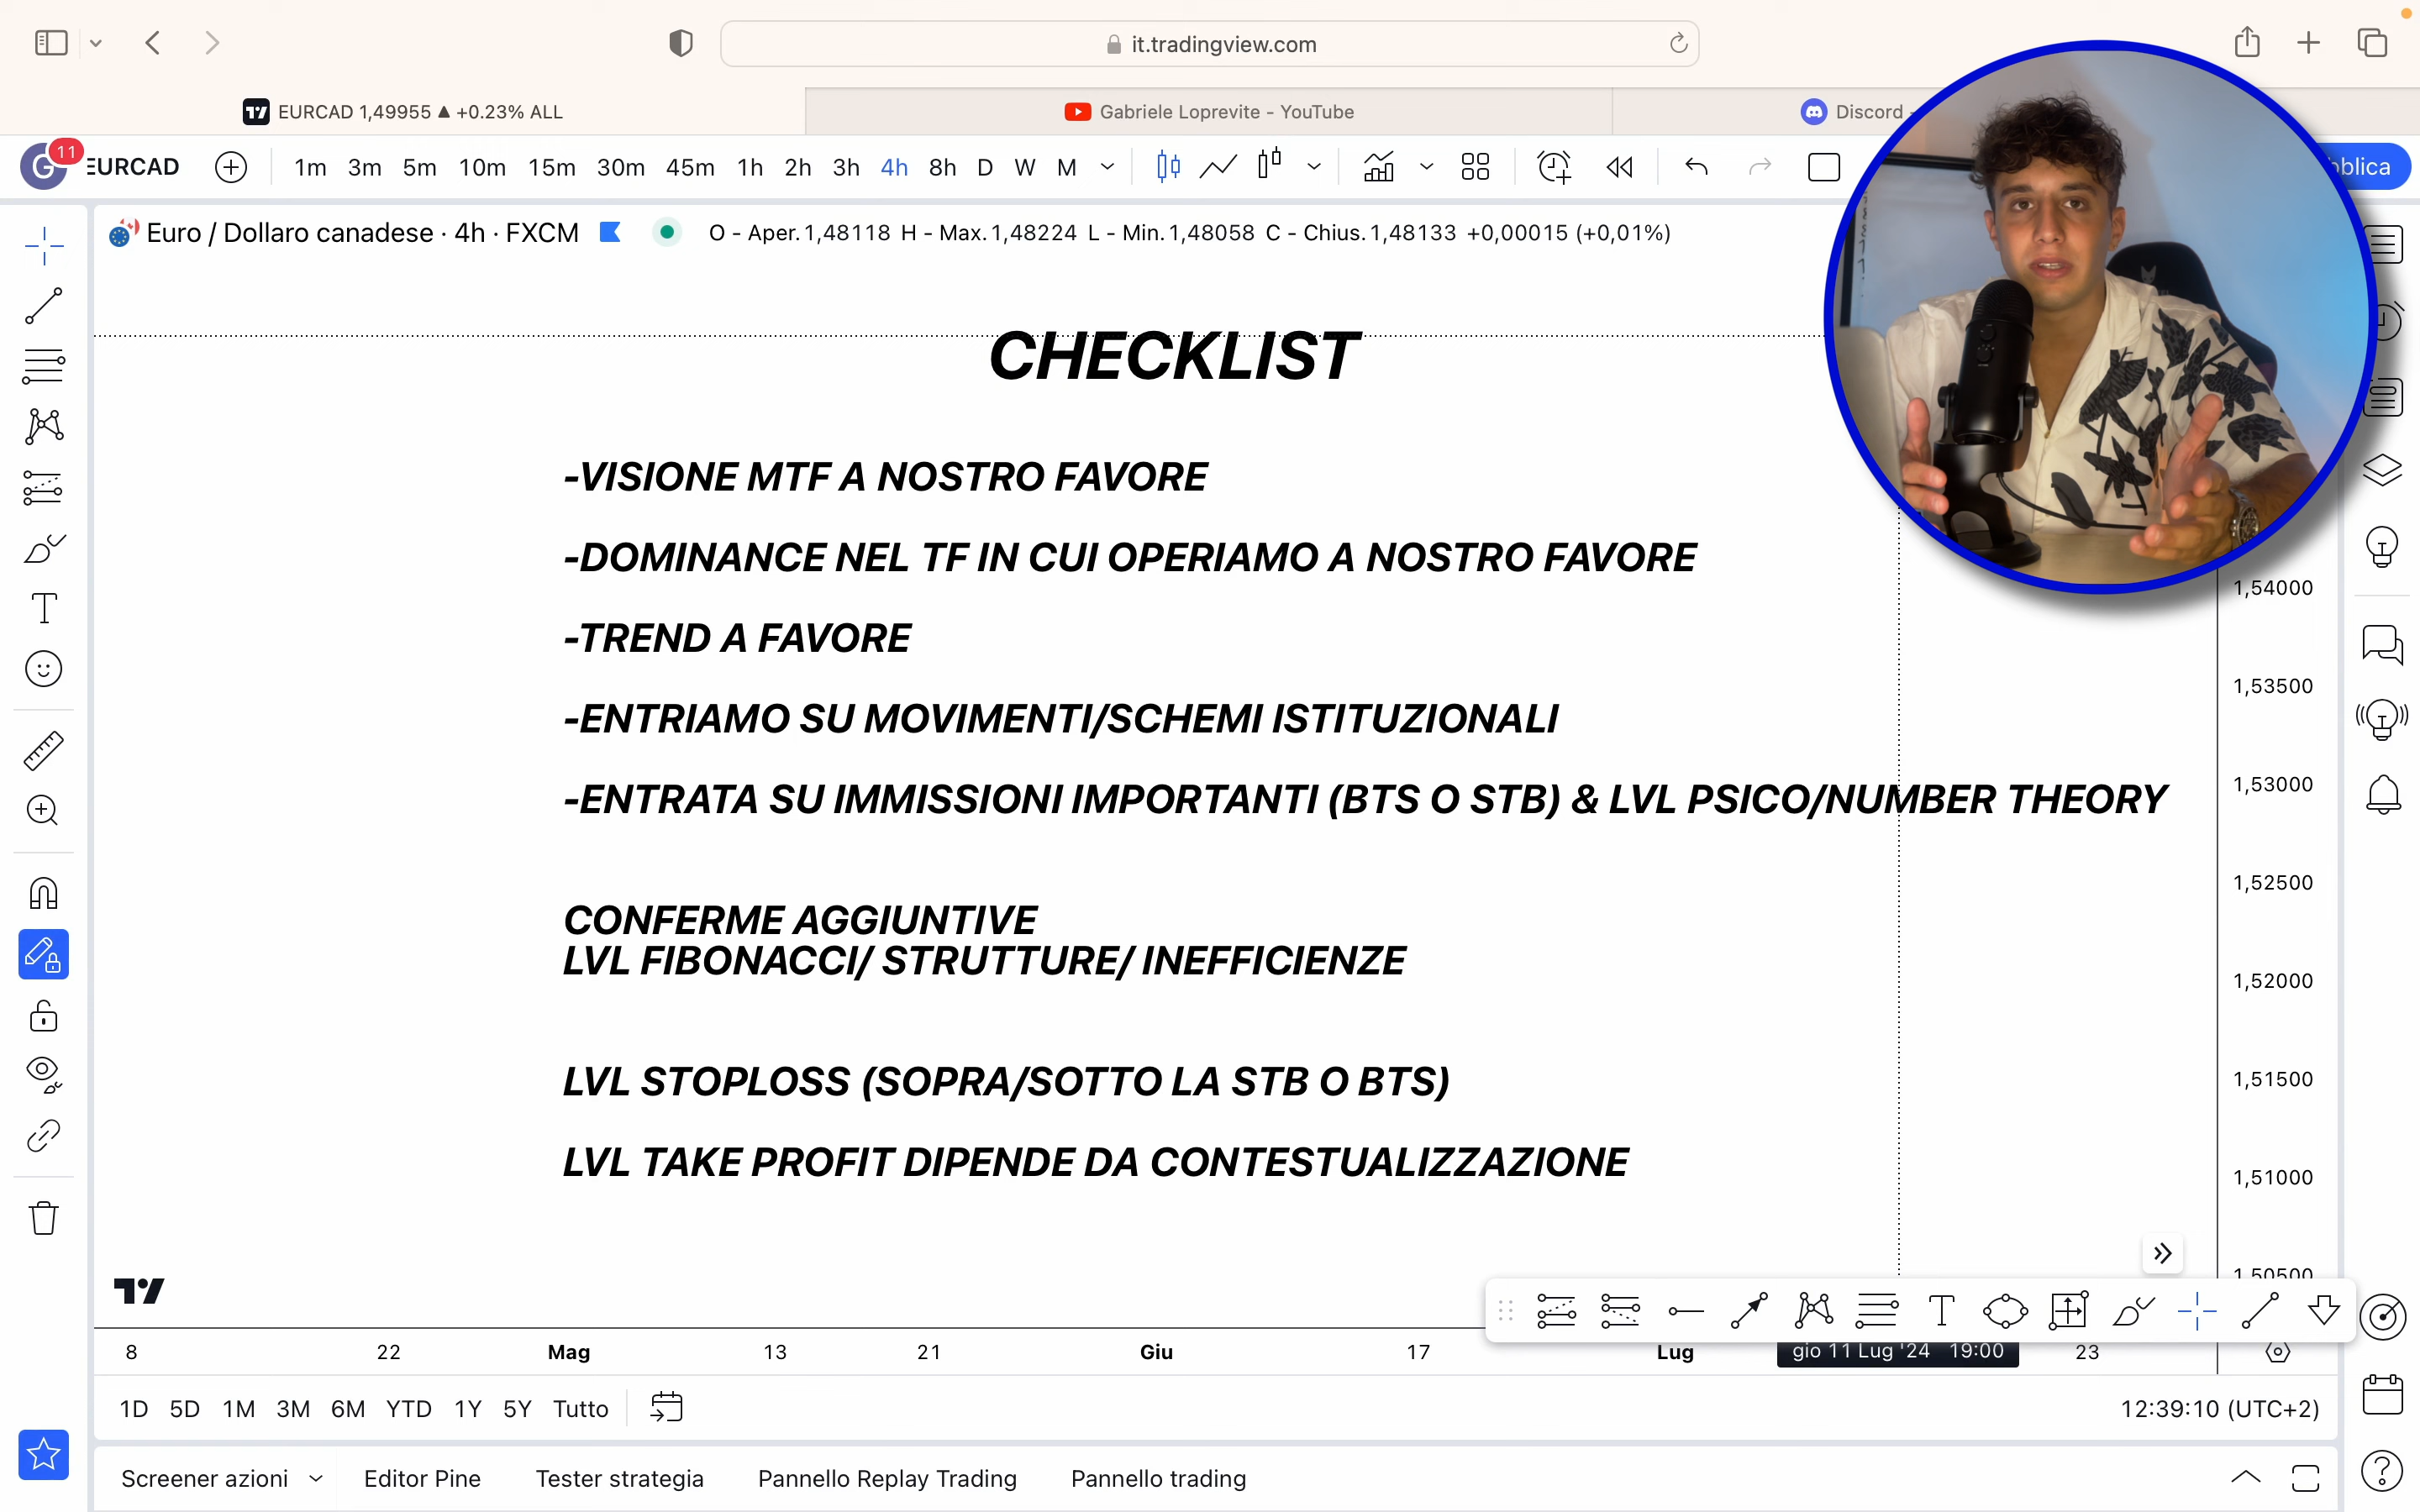 it.tradingview.com
EURCAD 1,49955 ▲ +0.23% ALL
Gabriele Loprevite - YouTube
Discord
G 11
EURCAD
1m 3m 5m 10m 15m 30m 45m 1h 2h 3h 4h 8h D W M
Euro / Dollaro canadese · 4h · FXCM
O - Aper. 1,48118 H - Max. 1,48224 L - Min. 1,48058 C - Chius. 1,48133 +0,00015 (+0,01%)
CHECKLIST
-VISIONE MTF A NOSTRO FAVORE
-DOMINANCE NEL TF IN CUI OPERIAMO A NOSTRO FAVORE
-TREND A FAVORE
-ENTRIAMO SU MOVIMENTI/SCHEMI ISTITUZIONALI
-ENTRATA SU IMMISSIONI IMPORTANTI (BTS O STB) & LVL PSICO/NUMBER THEORY
CONFERME AGGIUNTIVE
LVL FIBONACCI/ STRUTTURE/ INEFFICIENZE
LVL STOPLOSS (SOPRA/SOTTO LA STB O BTS)
LVL TAKE PROFIT DIPENDE DA CONTESTUALIZZAZIONE
1,54000
1,53500
1,53000
1,52500
1,52000
1,51500
1,51000
1,50500
8 22 Mag 13 21 Giu 17 Lug gio 11 Lug '24 19:00 23
1D 5D 1M 3M 6M YTD 1Y 5Y Tutto
12:39:10 (UTC+2)
Screener azioni Editor Pine Tester strategia Pannello Replay Trading Pannello trading